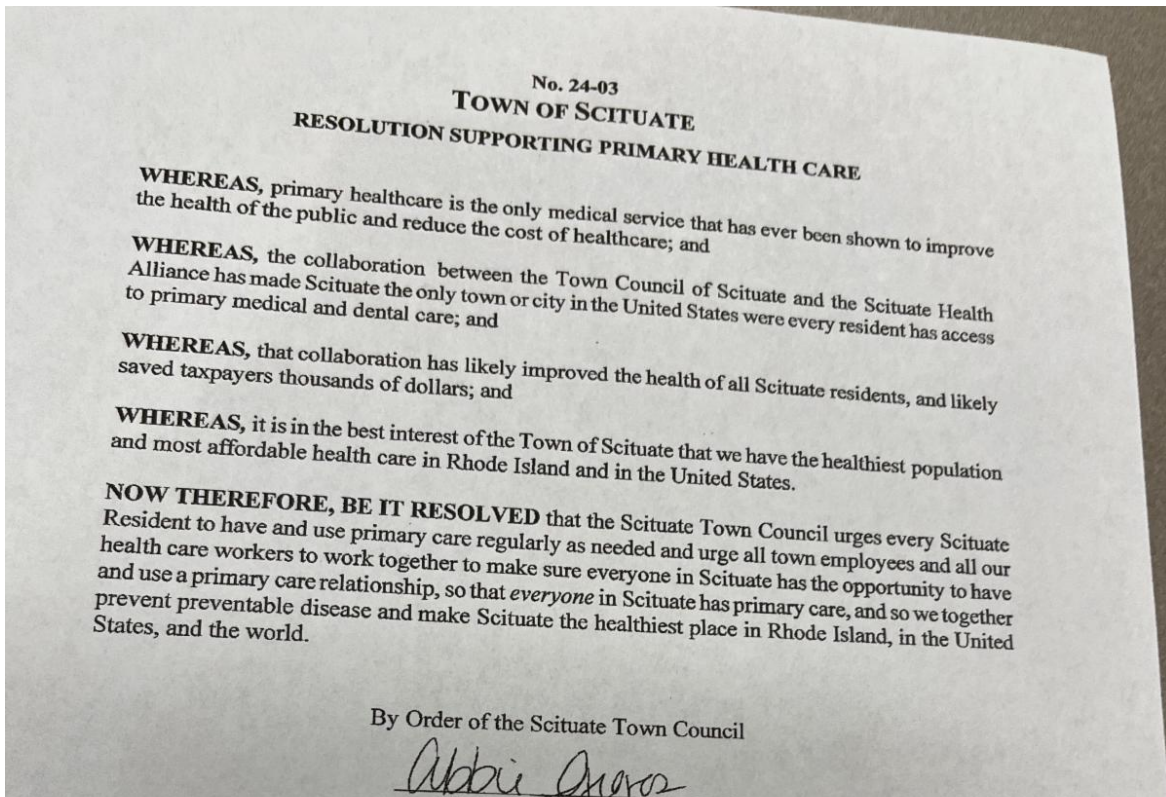 No. 24-03
TOWN OF SCITUATE
RESOLUTION SUPPORTING PRIMARY HEALTH CARE
WHEREAS, primary healthcare is the only medical service that has ever been shown to improve
the health of the public and reduce the cost of healthcare; and
WHEREAS, the collaboration between the Town Council of Scituate and the Scituate Health
Alliance has made Scituate the only town or city in the United States were every resident has access
to primary medical and dental care; and
WHEREAS, that collaboration has likely improved the health of all Scituate residents, and likely
saved taxpayers thousands of dollars; and
WHEREAS, it is in the best interest of the Town of Scituate that we have the healthiest population
and most affordable health care in Rhode Island and in the United States.
NOW THEREFORE, BE IT RESOLVED that the Scituate Town Council urges every Scituate
Resident to have and use primary care regularly as needed and urge all town employees and all our
health care workers to work together to make sure everyone in Scituate has the opportunity to have
and use a primary care relationship, so that everyone in Scituate has primary care, and so we together
prevent preventable disease and make Scituate the healthiest place in Rhode Island, in the United
States, and the world.
By Order of the Scituate Town Council
Abbie